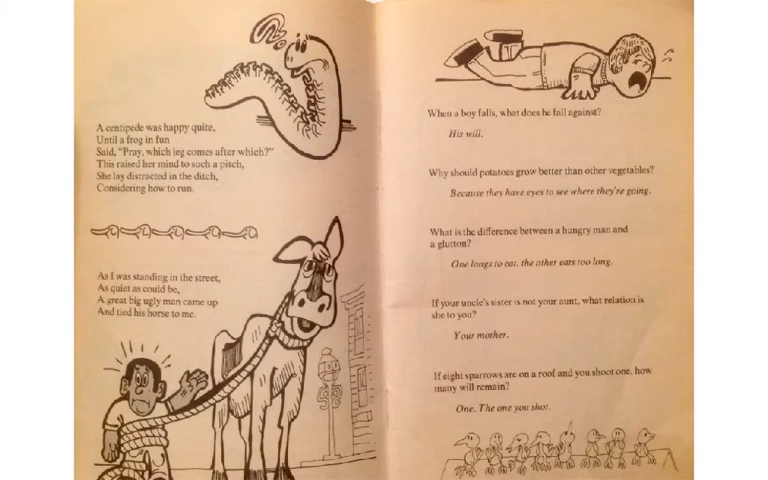 A centipede was happy quite,
Until a frog in fun
Said, "Pray, which leg comes after which?"
This raised her mind to such a pitch,
She lay distracted in the ditch,
Considering how to run.
As I was standing in the street,
As quiet as could be,
A great big ugly man came up
And tied his horse to me.
When a boy falls, what does he fall against?
His will.
Why should potatoes grow better than other vegetables?
Because they have eyes to see where they're going.
What is the difference between a hungry man and
a glutton?
One longs to eat, the other eats too long.
If your uncle's sister is not your aunt, what relation is
she to you?
Your mother.
If eight sparrows are on a roof and you shoot one, how
many will remain?
One. The one you shot.